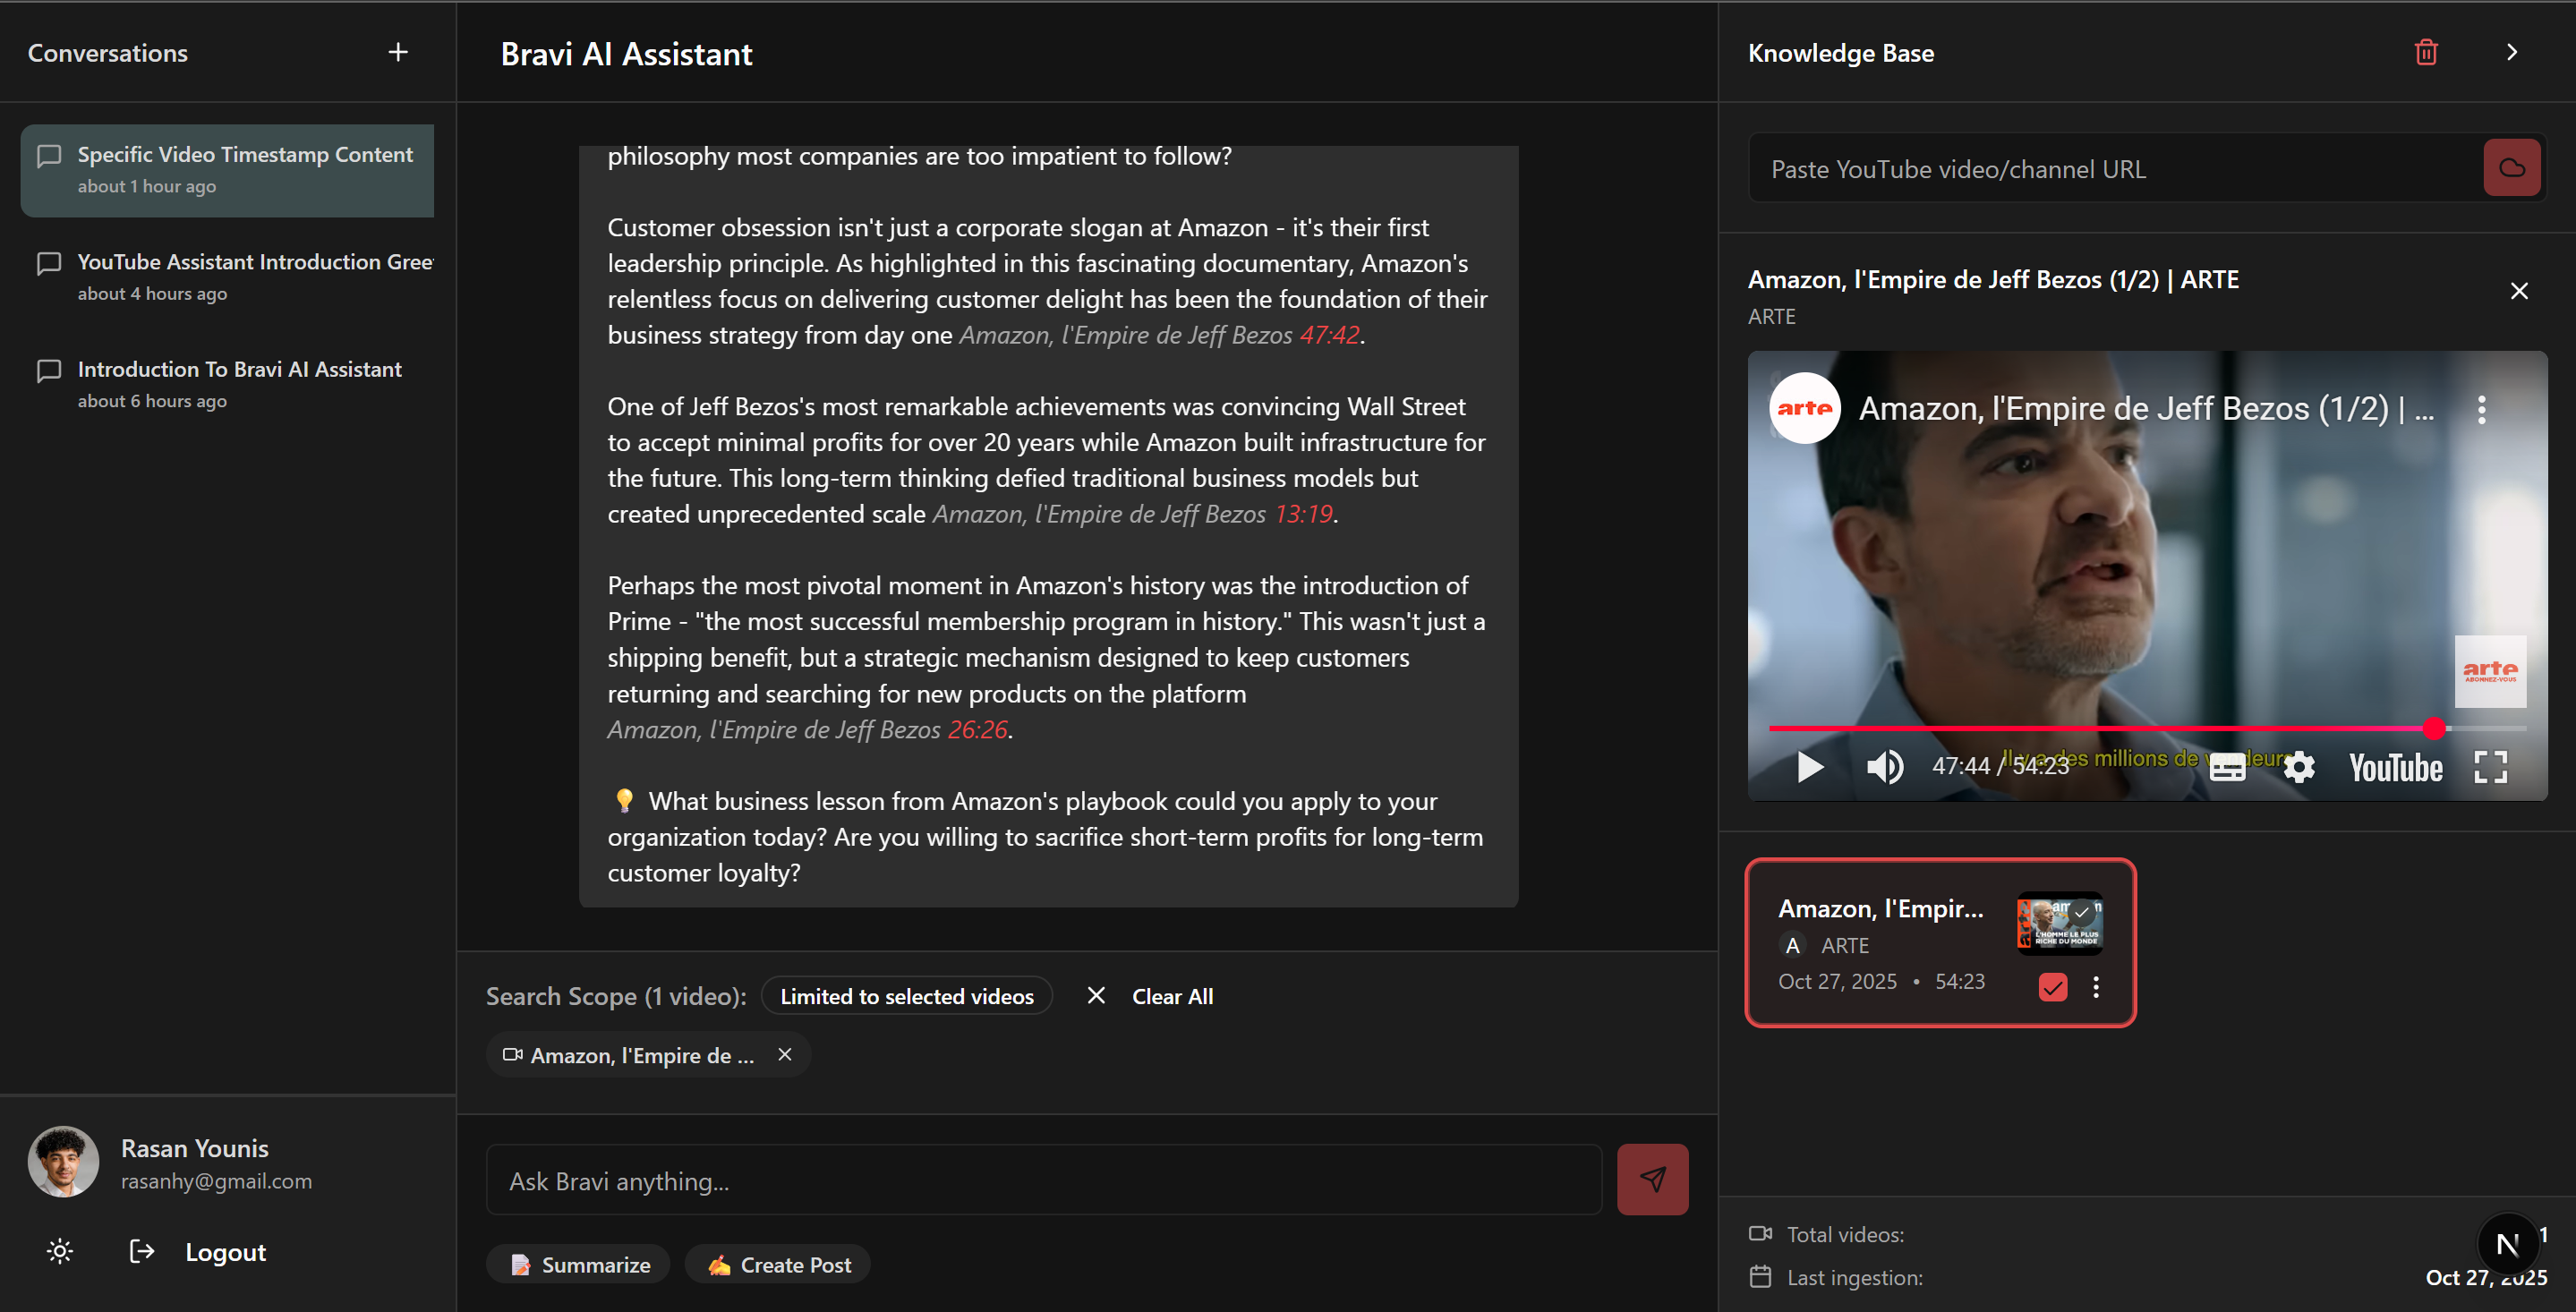 Conversations
Specific Video Timestamp Content
about 1 hour ago
YouTube Assistant Introduction Gree
about 4 hours ago
Introduction To Bravi AI Assistant
about 6 hours ago
Rasan Younis
rasanhy@gmail.com
Logout
Bravi AI Assistant
philosophy most companies are too impatient to follow?
Customer obsession isn't just a corporate slogan at Amazon - it's their first
leadership principle. As highlighted in this fascinating documentary, Amazon's
relentless focus on delivering customer delight has been the foundation of their
business strategy from day one Amazon, l'Empire de Jeff Bezos 47:42.
One of Jeff Bezos's most remarkable achievements was convincing Wall Street
to accept minimal profits for over 20 years while Amazon built infrastructure for
the future. This long-term thinking defied traditional business models but
created unprecedented scale Amazon, l'Empire de Jeff Bezos 13:19.
Perhaps the most pivotal moment in Amazon's history was the introduction of
Prime - "the most successful membership program in history." This wasn't just a
shipping benefit, but a strategic mechanism designed to keep customers
returning and searching for new products on the platform
Amazon, l'Empire de Jeff Bezos 26:26.
💡 What business lesson from Amazon's playbook could you apply to your
organization today? Are you willing to sacrifice short-term profits for long-term
customer loyalty?
Search Scope (1 video): Limited to selected videos Clear All
Amazon, l'Empire de ...
Ask Bravi anything...
📝 Summarize ✍️ Create Post
Knowledge Base
Paste YouTube video/channel URL
Amazon, l'Empire de Jeff Bezos (1/2) | ARTE
ARTE
arte Amazon, l'Empire de Jeff Bezos (1/2) | ...
arte
ABONNEZ-VOUS
Il y a des millions de vendeurs
47:44 / 54:23 YouTube
Amazon, l'Empir...
A ARTE
Oct 27, 2025 • 54:23
arte
L'HOMME LE PLUS
RICHE DU MONDE
Total videos: 1
N
Last ingestion: Oct 27, 2025